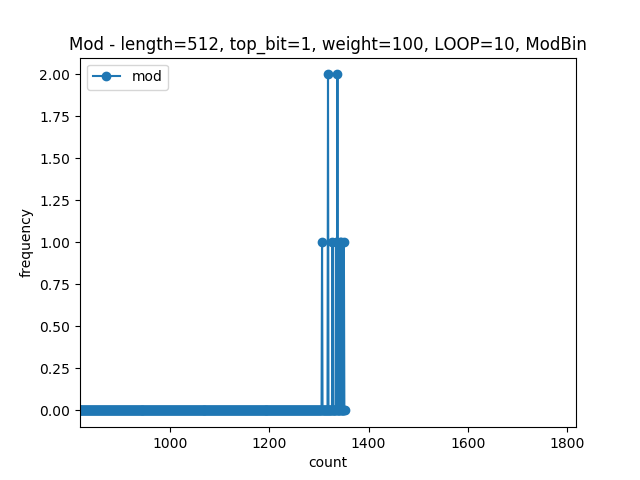 Mod - length=512, top_bit=1, weight=100, LOOP=10, ModBin
mod
2.00
1.75
1.50
1.25
1.00
0.75
0.50
0.25
0.00
frequency
1000 1200 1400 1600 1800
count